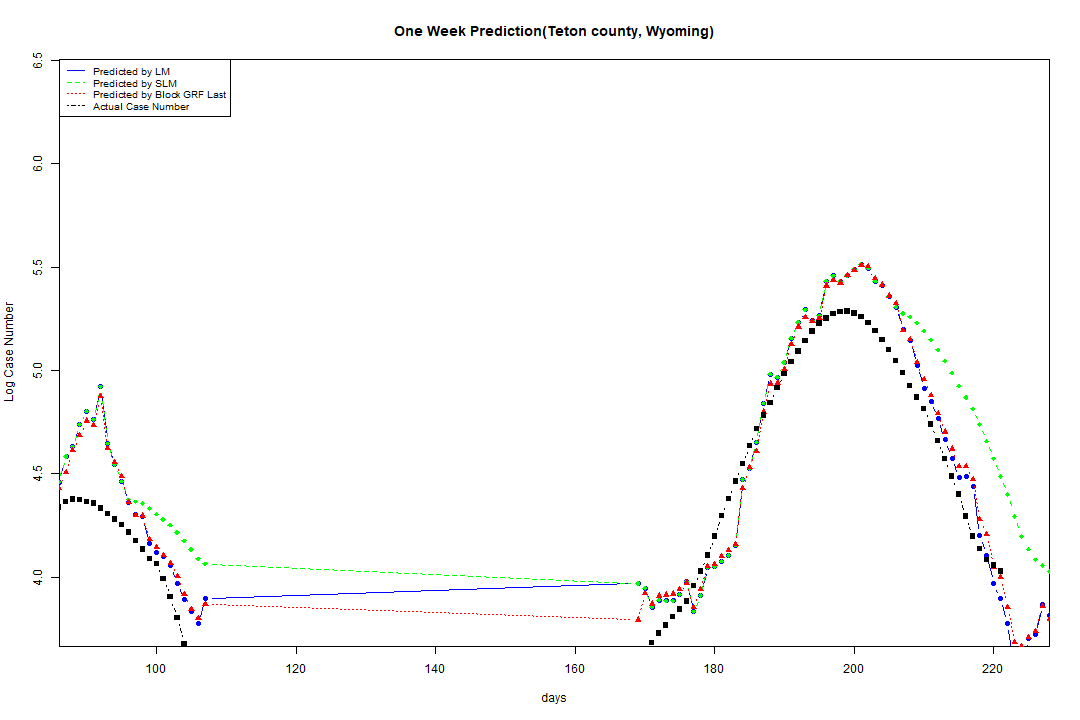 One Week Prediction(Teton county, Wyoming)
Predicted by LM
Predicted by SLM
Predicted by Block GRF Last
Actual Case Number
6.5
6.0
5.5
5.0
4.5
4.0
Log Case Number
100 120 140 160 180 200 220
days